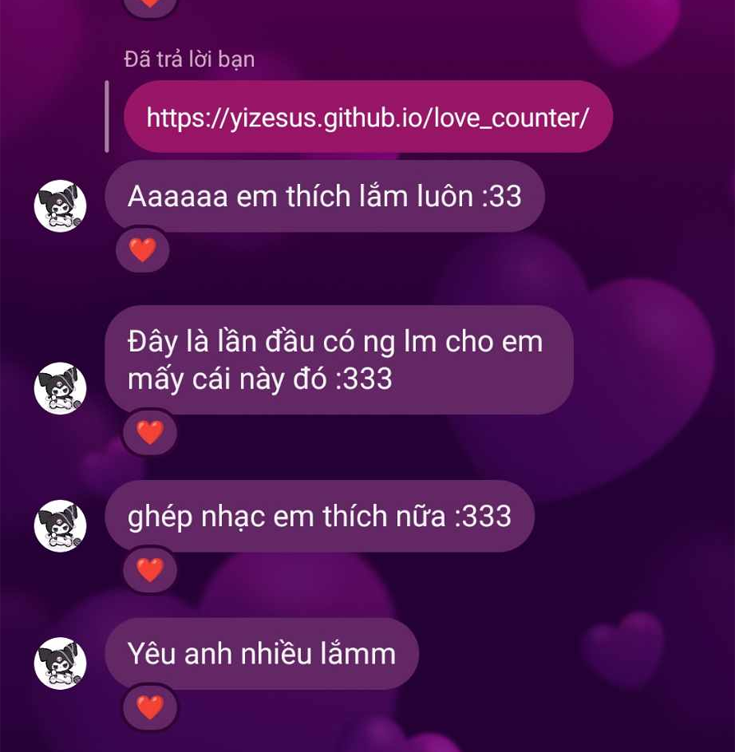 Đã trả lời bạn
https://yizesus.github.io/love_counter/
Aaaaaa em thích lắm luôn :33
Đây là lần đầu có ng lm cho em
mấy cái này đó :333
ghép nhạc em thích nữa :333
Yêu anh nhiều lắmm